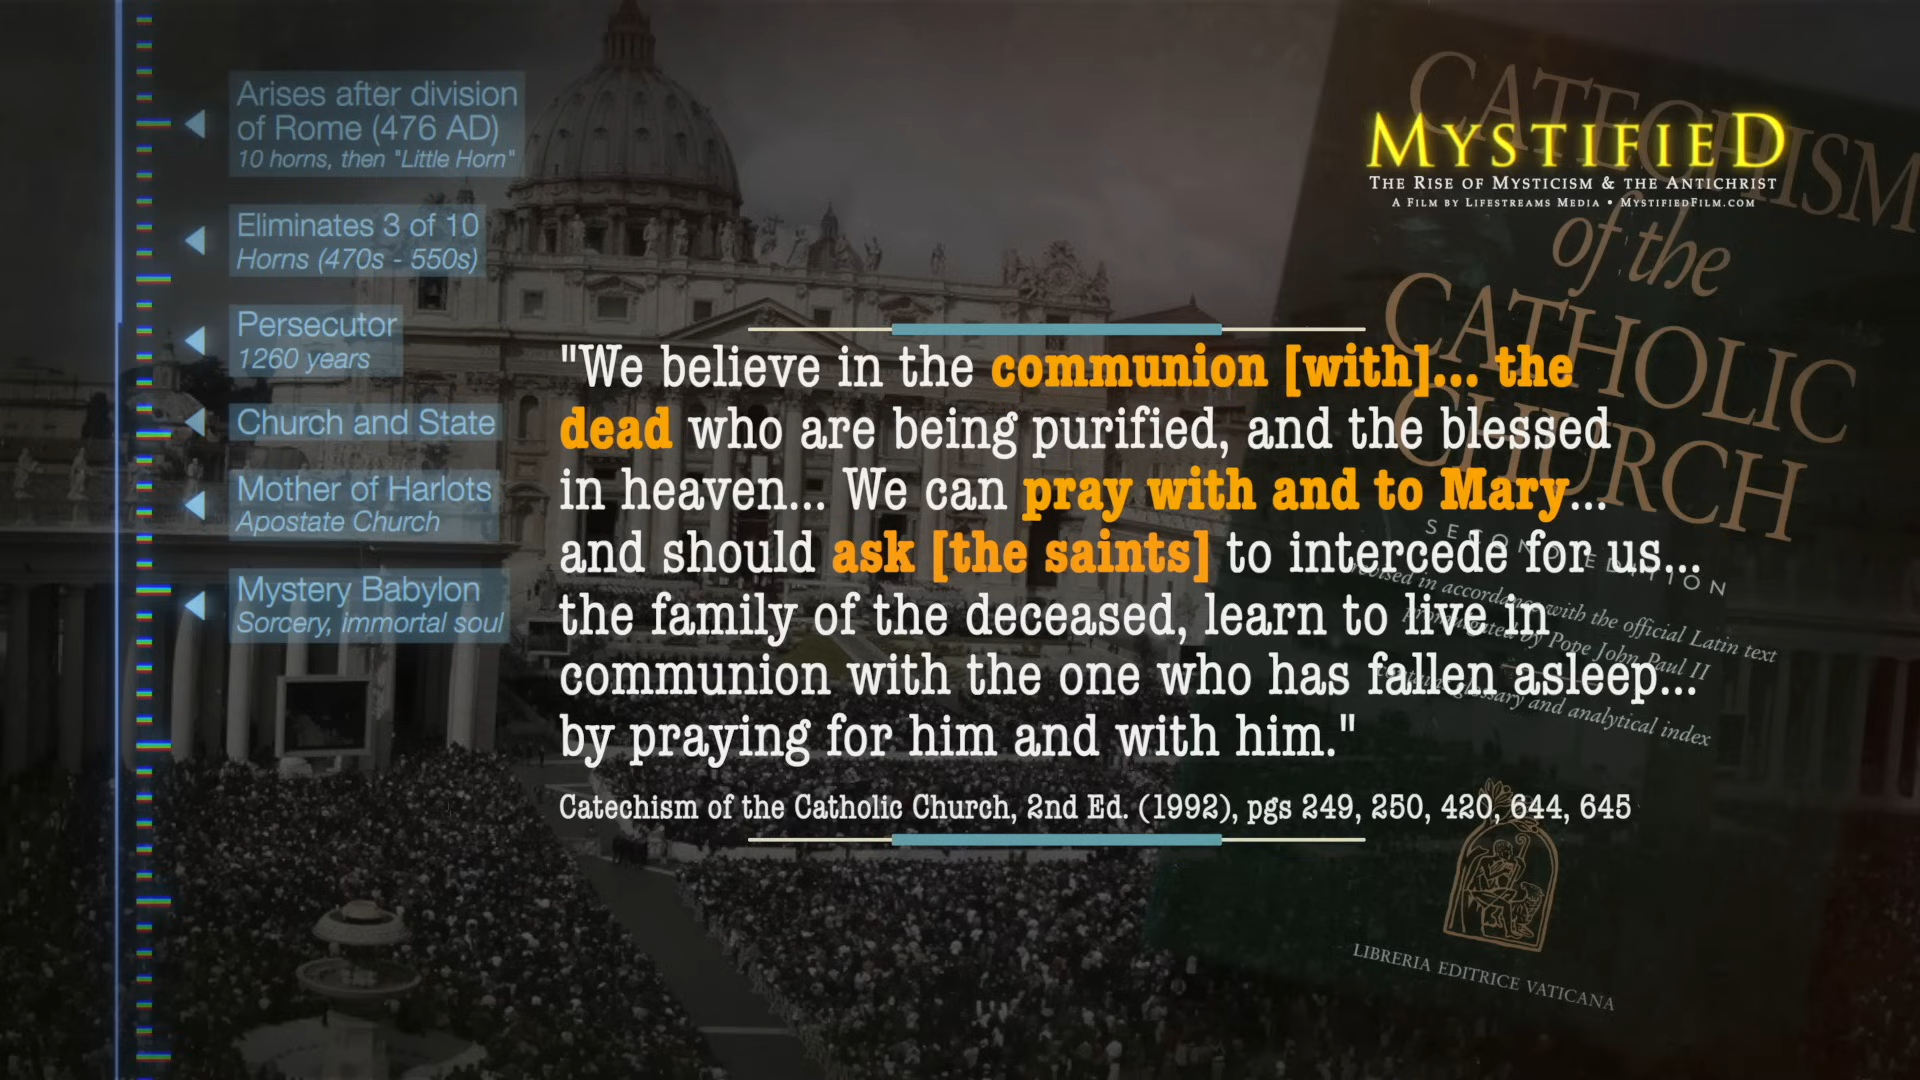 Arises after division
of Rome (476 AD)
10 horns, then "Little Horn"
Eliminates 3 of 10
Horns (470s - 550s)
Persecutor
1260 years
Church and State
Mother of Harlots
Apostate Church
Mystery Babylon
Sorcery, immortal soul
MYSTIFIED
THE RISE OF MYSTICISM & THE ANTICHRIST
A FILM BY LIFESTREAMS MEDIA • MYSTIFIEDFILM.COM
"We believe in the communion [with]... the
dead who are being purified, and the blessed
in heaven... We can pray with and to Mary...
and should ask [the saints] to intercede for us...
the family of the deceased, learn to live in
communion with the one who has fallen asleep...
by praying for him and with him."
Catechism of the Catholic Church, 2nd Ed. (1992), pgs 249, 250, 420, 644, 645
CATECHISM
of the
CATHOLIC
CHURCH
SECOND EDITION
revised in accordance with the official Latin text
promulgated by Pope John Paul II
glossary and analytical index
LIBRERIA EDITRICE VATICANA